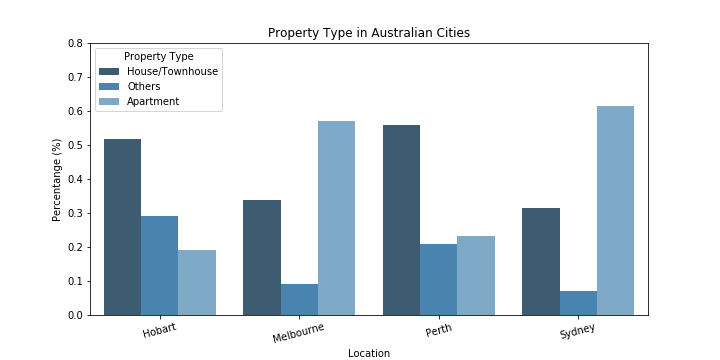 Property Type in Australian Cities
Property Type
House/Townhouse
Others
Apartment
Percentange (%)
0.8
0.7
0.6
0.5
0.4
0.3
0.2
0.1
0.0
Hobart
Melbourne
Perth
Sydney
Location